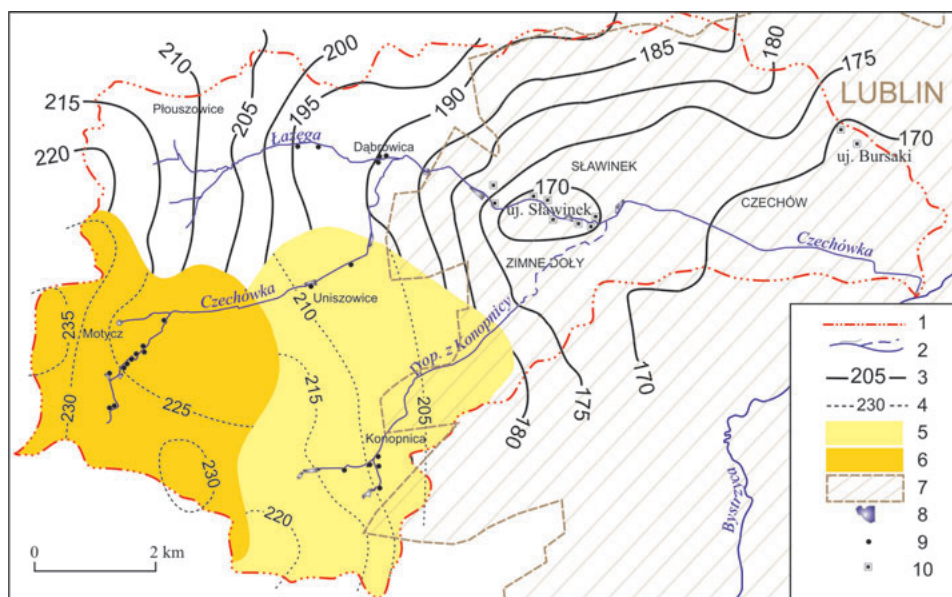 200
210
205
215
220
195
190
185
180
175
170
LUBLIN
Płouszowice
Łazęga
Dąbrowica
SŁAWINEK
uj. Bursaki
170
uj. Sławinek
CZECHÓW
ZIMNE DOŁY
Czechówka
Czechówka
Uniszowice
Motycz
235
230
225
230
220
210
215
205
Dop. z Konopnicy
Konopnica
180
175
170
Bystrzyca
0 2 km
1
2
205 3
230 4
5
6
7
8
9
10